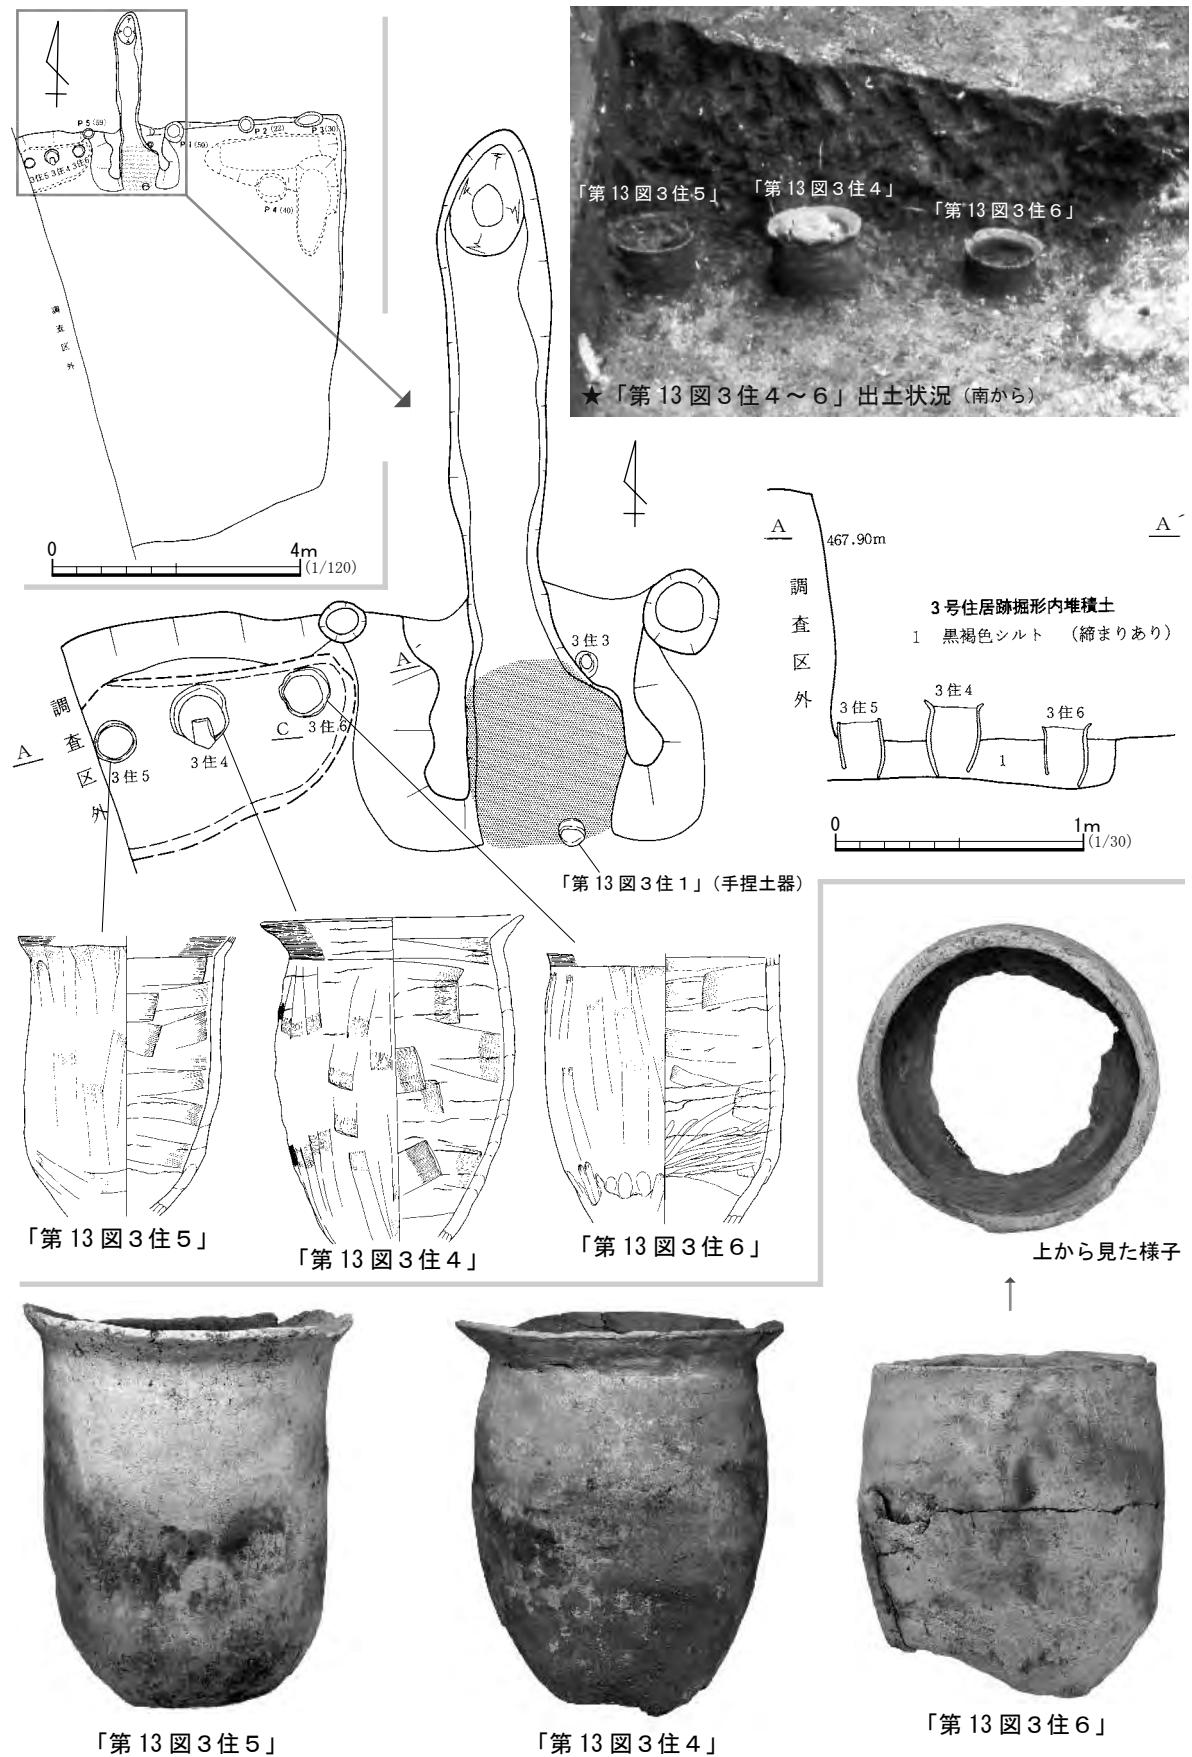 P 5 (59)
P 1 (50)
P 2 (22)
P 3 (30)
P 4 (40)
3住5
3住4
3住6
調査区外
0 4m
(1/120)
「第13図3住5」
「第13図3住4」
「第13図3住6」
★「第13図3住4～6」出土状況（南から）
A
A´
467.90m
調査区外
3号住居跡掘形内堆積土
1 黒褐色シルト （締まりあり）
3住5
3住4
3住6
1
0 1m
(1/30)
3住3
A
調査区外
A
C
3住6
3住4
3住5
「第13図3住1」（手捏土器）
「第13図3住5」
「第13図3住4」
「第13図3住6」
上から見た様子
「第13図3住5」
「第13図3住4」
「第13図3住6」